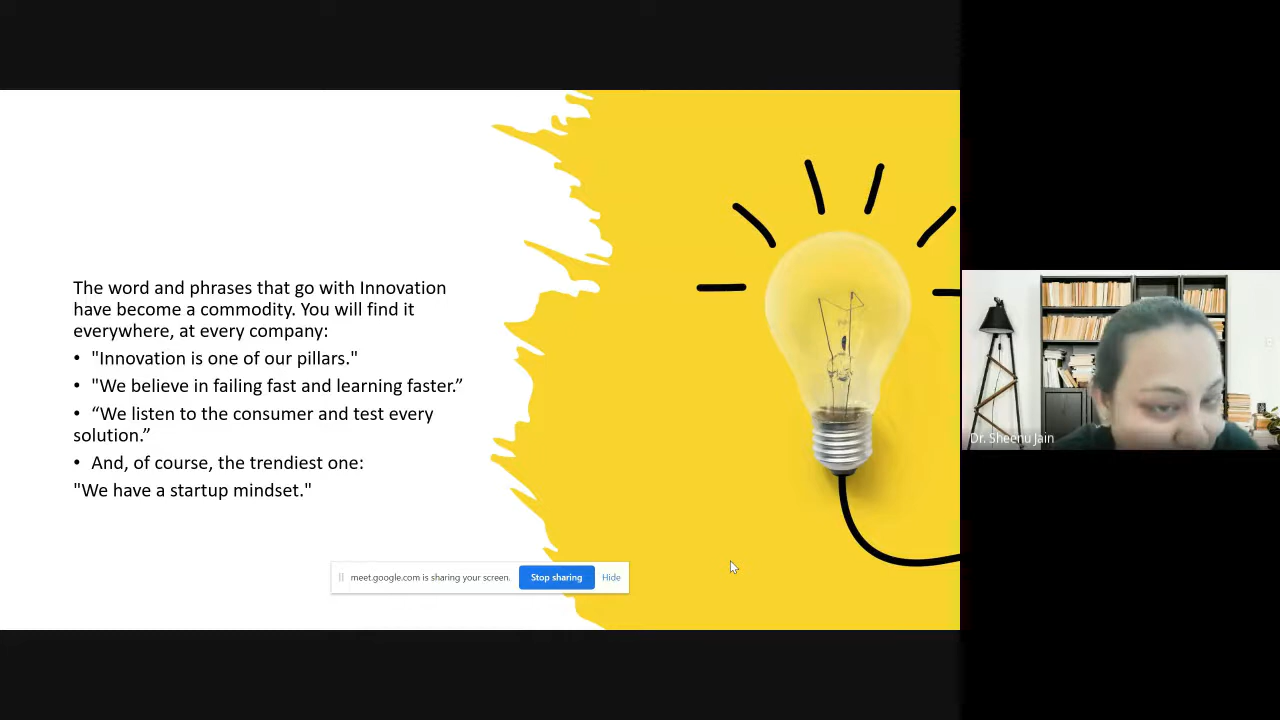 The word and phrases that go with Innovation
have become a commodity. You will find it
everywhere, at every company:
• "Innovation is one of our pillars."
• "We believe in failing fast and learning faster.”
• “We listen to the consumer and test every
solution.”
• And, of course, the trendiest one:
"We have a startup mindset."
meet.google.com is sharing your screen. Stop sharing Hide
Dr. Sheenu Jain